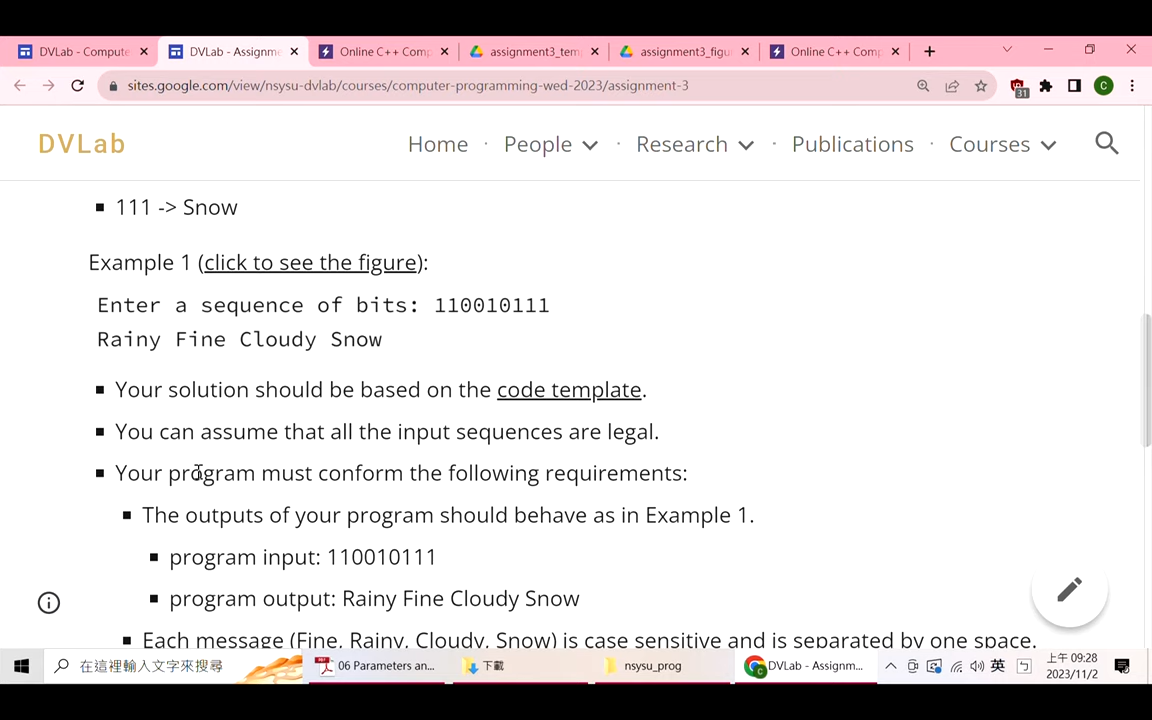 DVLab - Compute
DVLab - Assignme
Online C++ Comp
assignment3_tem
assignment3_figu
Online C++ Comp
sites.google.com/view/nsysu-dvlab/courses/computer-programming-wed-2023/assignment-3
31
C
DVLab
Home · People · Research · Publications · Courses
▪ 111 -> Snow
Example 1 (click to see the figure):
Enter a sequence of bits: 110010111
Rainy Fine Cloudy Snow
▪ Your solution should be based on the code template.
▪ You can assume that all the input sequences are legal.
▪ Your program must conform the following requirements:
▪ The outputs of your program should behave as in Example 1.
▪ program input: 110010111
▪ program output: Rainy Fine Cloudy Snow
▪ Each message (Fine, Rainy, Cloudy, Snow) is case sensitive and is separated by one space.
在這裡輸入文字來搜尋
06 Parameters an...
下載
nsysu_prog
DVLab - Assignm...
英
上午 09:28
2023/11/2